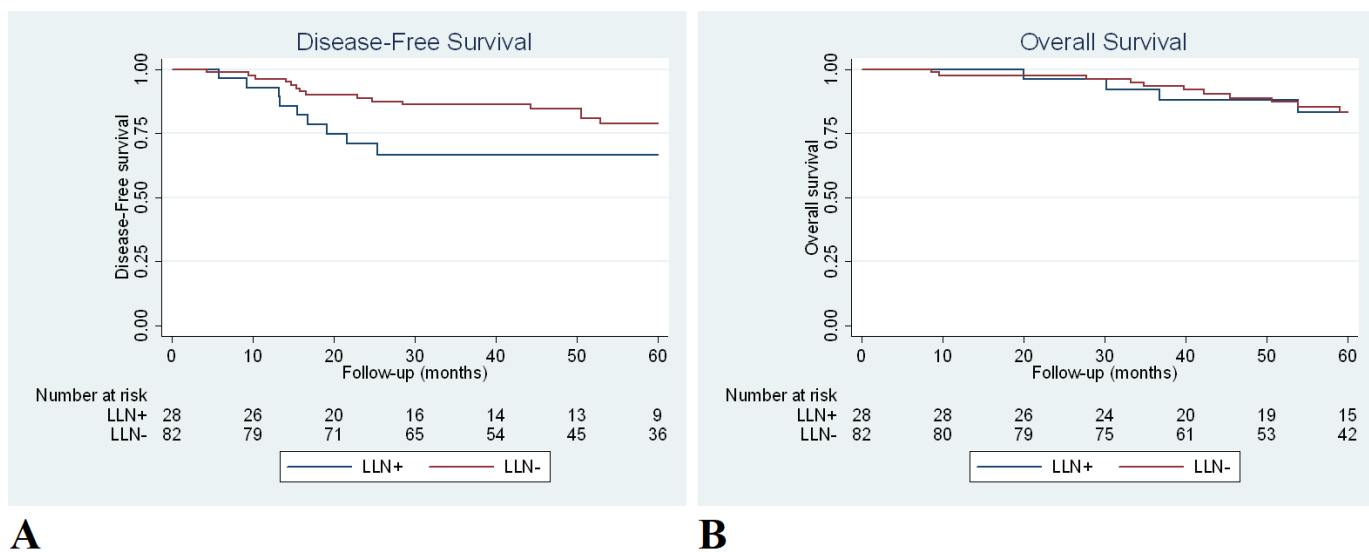 Disease-Free Survival
Disease-Free survival
1.00
0.75
0.50
0.25
0.00
0 10 20 30 40 50 60
Follow-up (months)
Number at risk
LLN+ 28 26 20 16 14 13 9
LLN- 82 79 71 65 54 45 36
LLN+ LLN-
A
Overall Survival
Overall survival
1.00
0.75
0.50
0.25
0.00
0 10 20 30 40 50 60
Follow-up (months)
Number at risk
LLN+ 28 28 26 24 20 19 15
LLN- 82 80 79 75 61 53 42
LLN+ LLN-
B